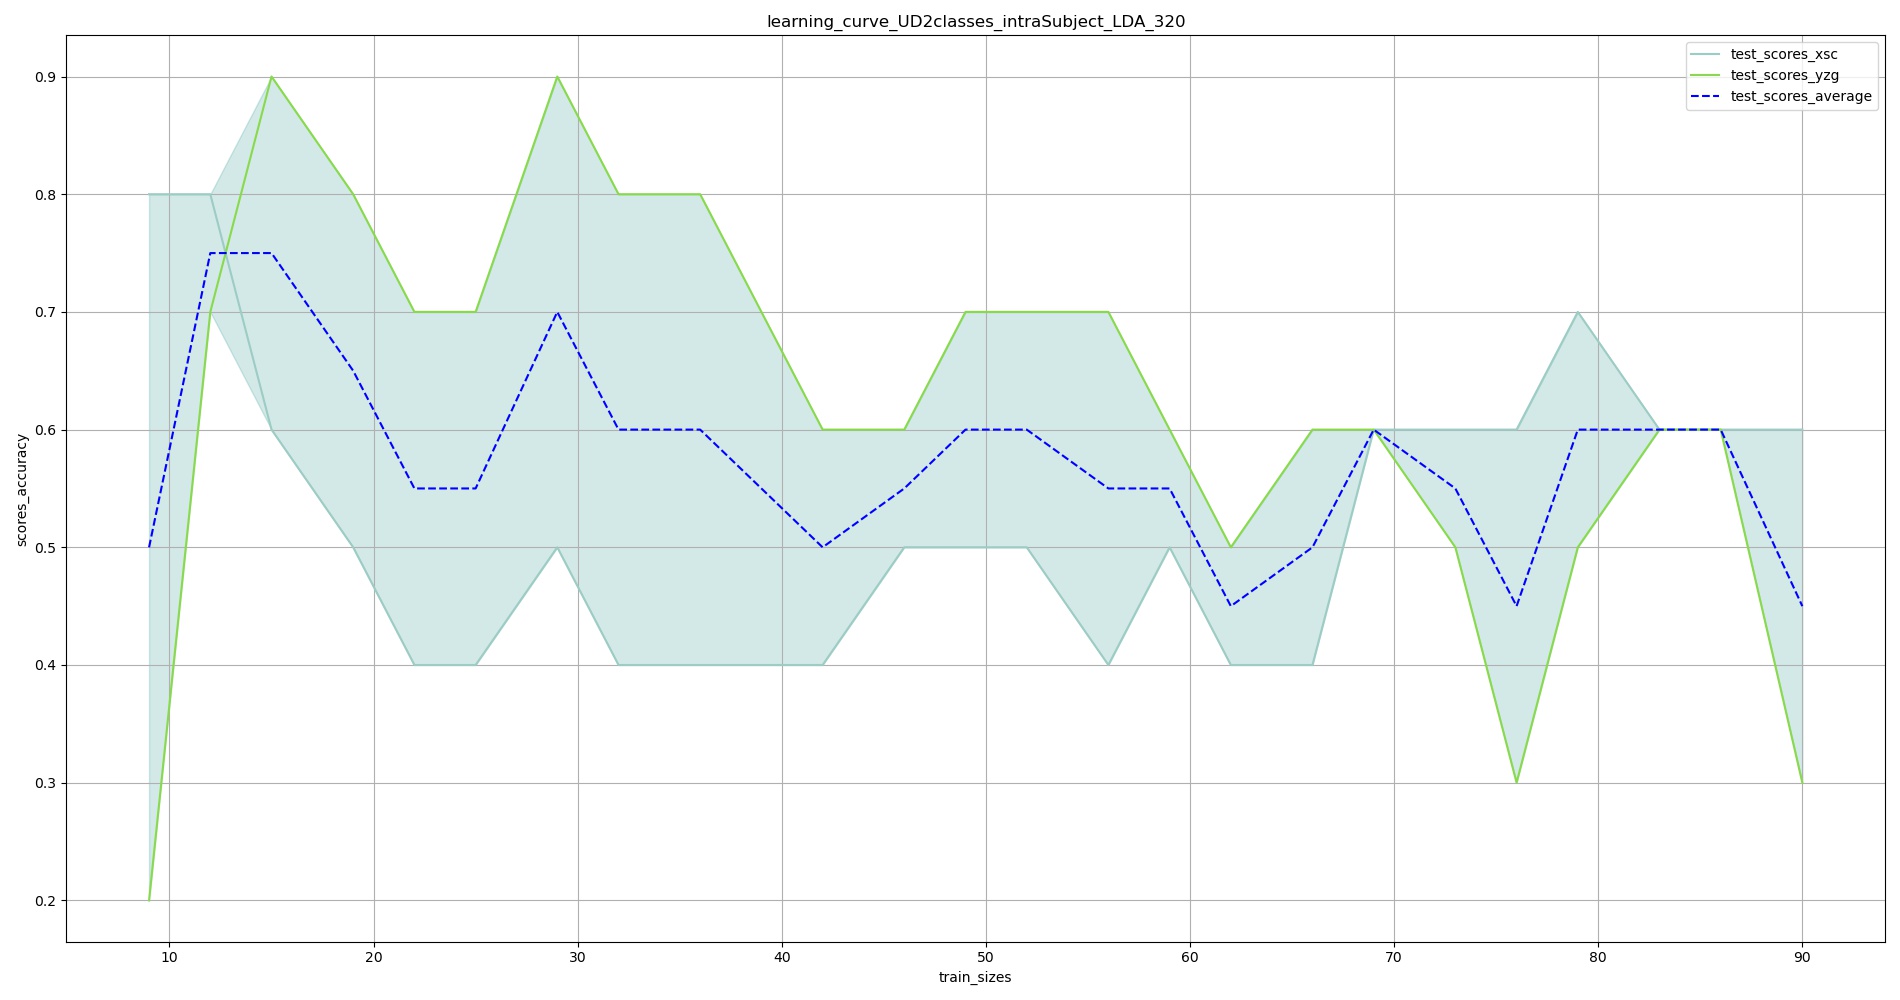 learning_curve_UD2classes_intraSubject_LDA_320
test_scores_xsc
test_scores_yzg
test_scores_average
scores_accuracy
0.9
0.8
0.7
0.6
0.5
0.4
0.3
0.2
10 20 30 40 50 60 70 80 90
train_sizes